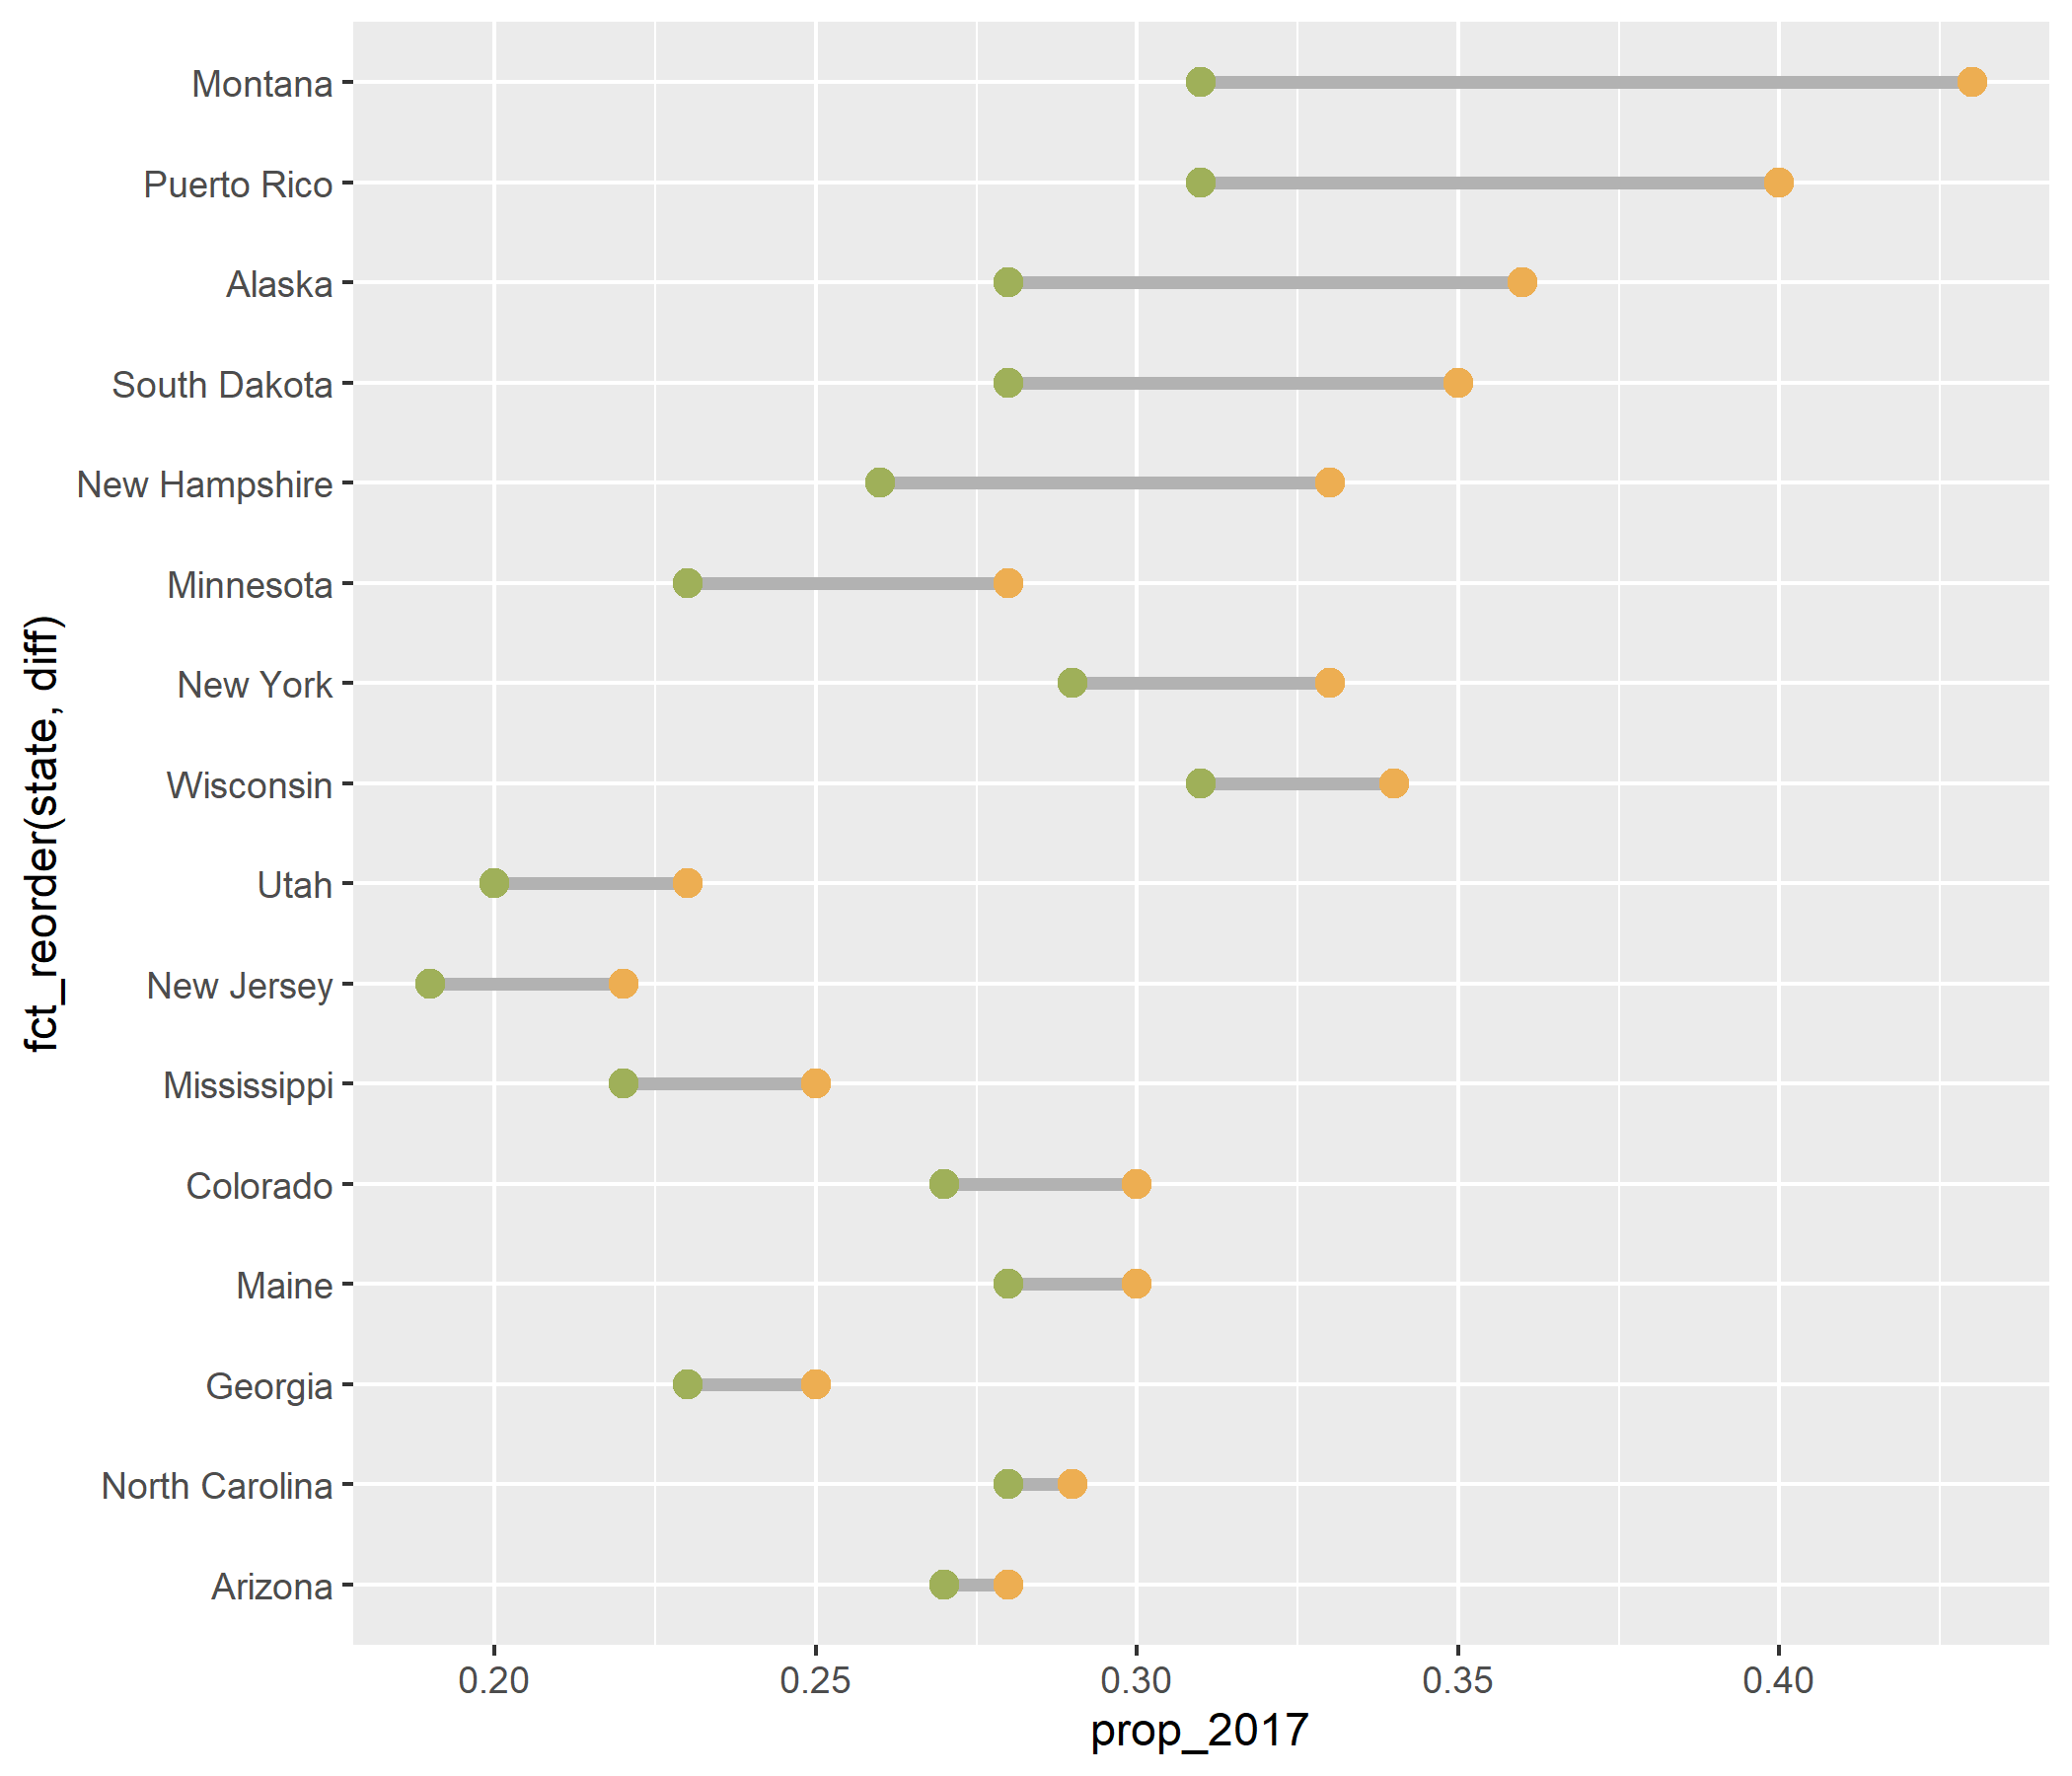 Montana
Puerto Rico
Alaska
South Dakota
New Hampshire
Minnesota
New York
Wisconsin
Utah
New Jersey
Mississippi
Colorado
Maine
Georgia
North Carolina
Arizona
fct_reorder(state, diff)
0.20 0.25 0.30 0.35 0.40
prop_2017